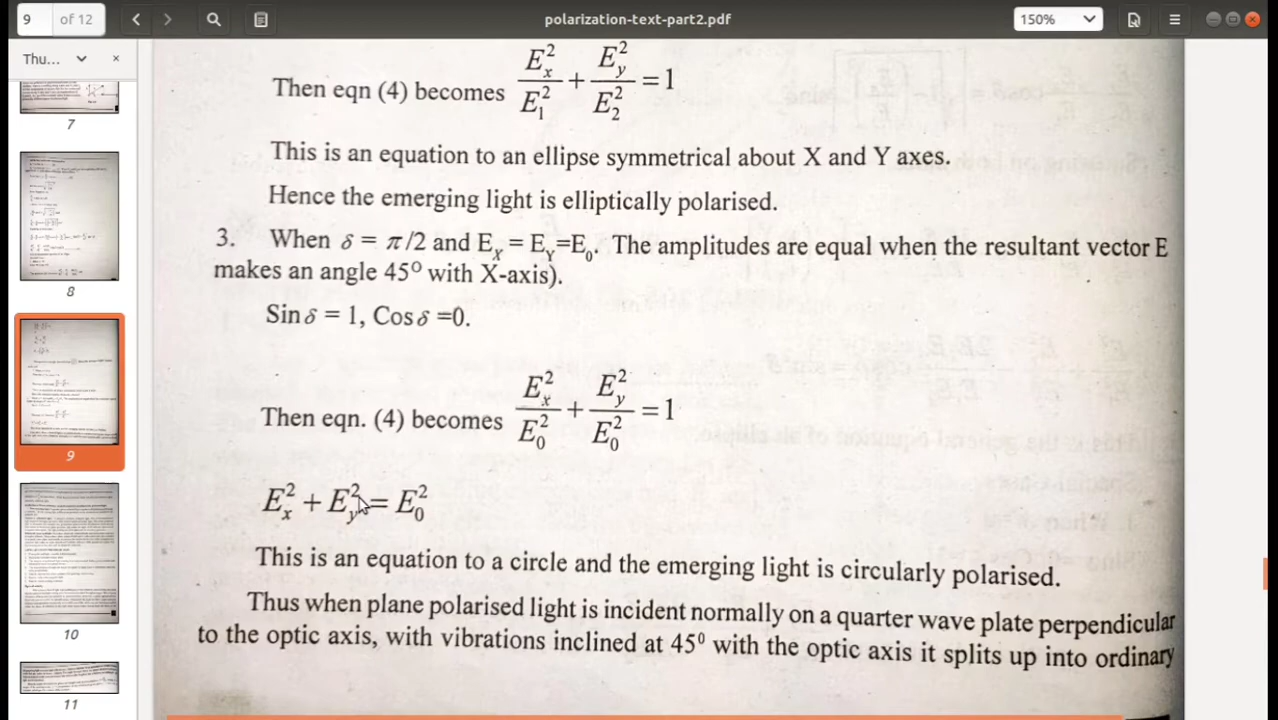 9 of 12
polarization-text-part2.pdf
150%
Thu...
7
8
9
10
11
Then eqn (4) becomes E_x^2/E_1^2 + E_y^2/E_2^2 = 1
This is an equation to an ellipse symmetrical about X and Y axes.
Hence the emerging light is elliptically polarised.
3. When δ = π/2 and E_x = E_Y=E_0. The amplitudes are equal when the resultant vector E
makes an angle 45° with X-axis).
Sin δ = 1, Cos δ =0.
Then eqn. (4) becomes E_x^2/E_0^2 + E_y^2/E_0^2 = 1
E_x^2 + E_y^2 = E_0^2
This is an equation to a circle and the emerging light is circularly polarised.
Thus when plane polarised light is incident normally on a quarter wave plate perpendicular
to the optic axis, with vibrations inclined at 45⁰ with the optic axis it splits up into ordinary